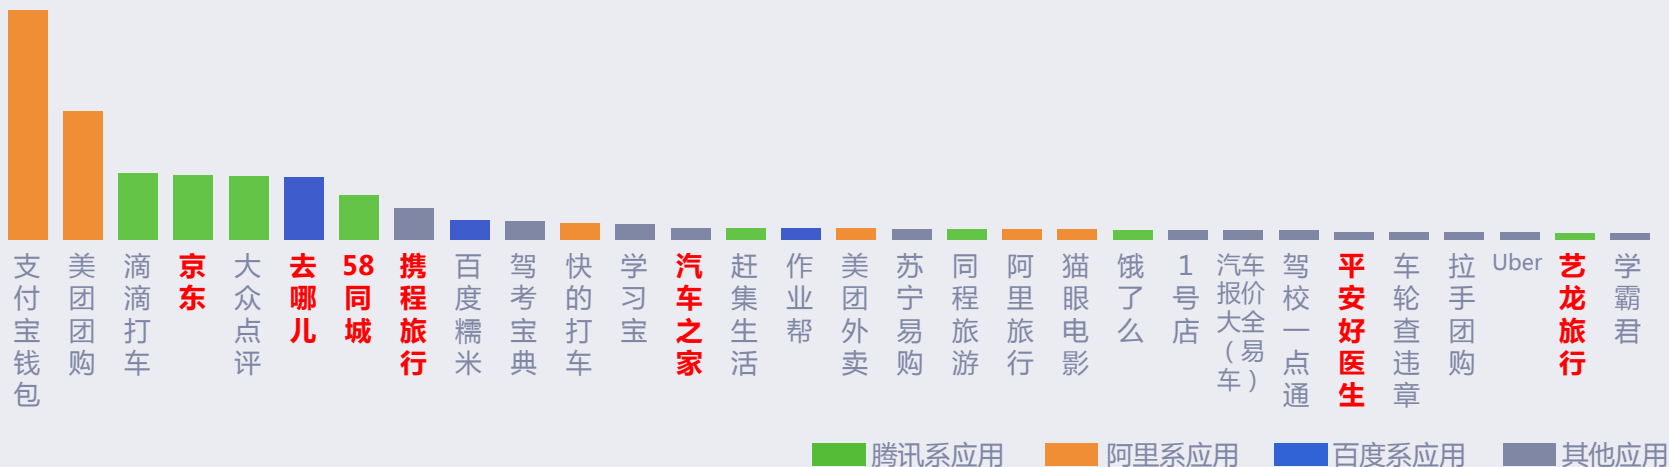 支付宝钱包
美团团购
滴滴打车
京东
大众点评
去哪儿
58同城
携程旅行
百度糯米
驾考宝典
快的打车
学习宝
汽车之家
赶集生活
作业帮
美团外卖
苏宁易购
同程旅游
阿里旅行
猫眼电影
饿了么
1号店
汽车报价大全(易车)
驾校一点通
平安好医生
车轮查违章
拉手团购
Uber
艺龙旅行
学霸君
腾讯系应用
阿里系应用
百度系应用
其他应用